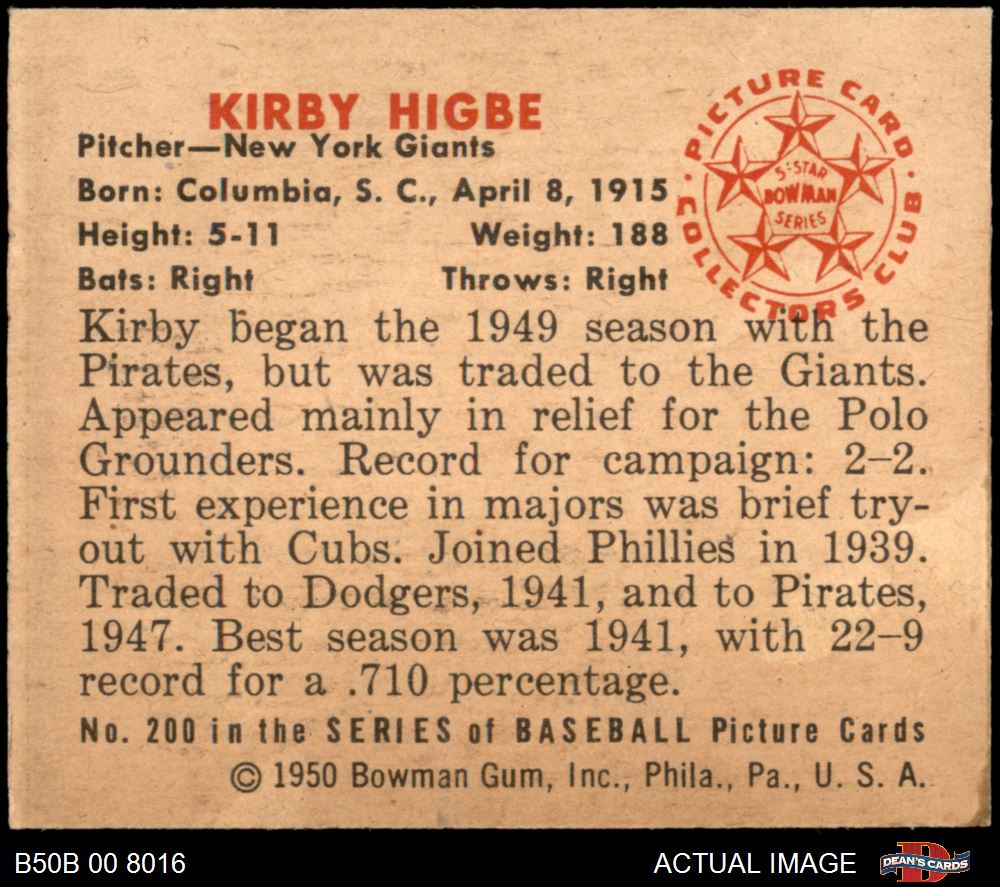 KIRBY HIGBE
Pitcher—New York Giants
Born: Columbia, S. C., April 8, 1915
Height: 5-11 Weight: 188
Bats: Right Throws: Right
PICTURE CARD
COLLECTORS CLUB
5-STAR
BOWMAN
SERIES
Kirby began the 1949 season with the
Pirates, but was traded to the Giants.
Appeared mainly in relief for the Polo
Grounders. Record for campaign: 2–2.
First experience in majors was brief try-
out with Cubs. Joined Phillies in 1939.
Traded to Dodgers, 1941, and to Pirates,
1947. Best season was 1941, with 22–9
record for a .710 percentage.
No. 200 in the SERIES of BASEBALL Picture Cards
© 1950 Bowman Gum, Inc., Phila., Pa., U. S. A.
B50B 00 8016 ACTUAL IMAGE DEAN'S CARDS